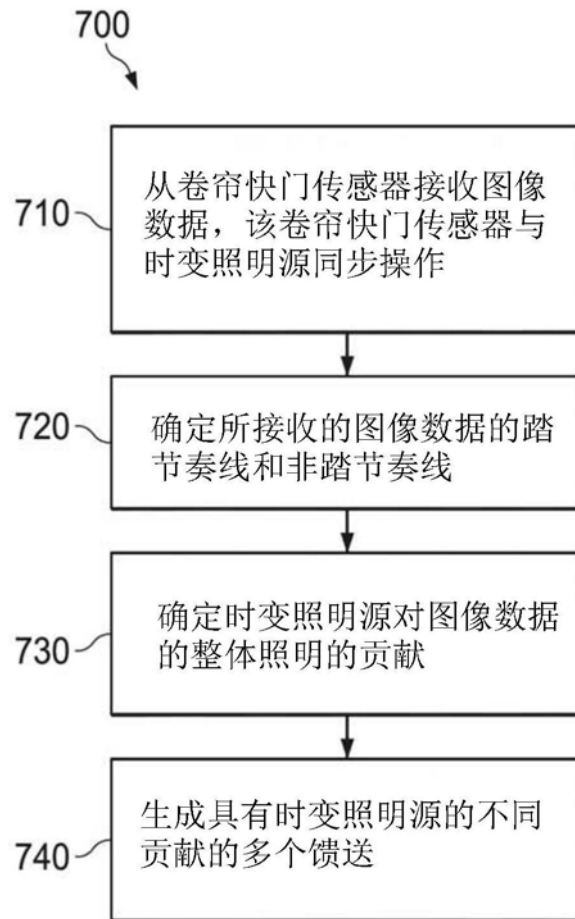 700
710
从卷帘快门传感器接收图像
数据，该卷帘快门传感器与
时变照明源同步操作
720
确定所接收的图像数据的踏
节奏线和非踏节奏线
730
确定时变照明源对图像数据
的整体照明的贡献
740
生成具有时变照明源的不同
贡献的多个馈送